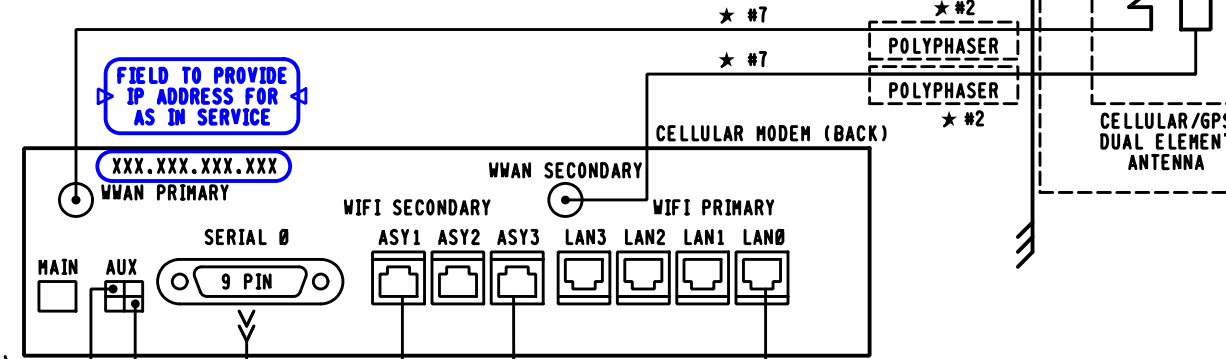 ★ #7
★ #2
POLYPHASER
★ #7
POLYPHASER
★ #2
FIELD TO PROVIDE
IP ADDRESS FOR
AS IN SERVICE
CELLULAR MODEM (BACK)
CELLULAR/GPS
DUAL ELEMENT
ANTENNA
XXX.XXX.XXX.XXX
WWAN PRIMARY
WWAN SECONDARY
WIFI SECONDARY
WIFI PRIMARY
SERIAL 0
ASY1 ASY2 ASY3 LAN3 LAN2 LAN1 LAN0
MAIN AUX
9 PIN